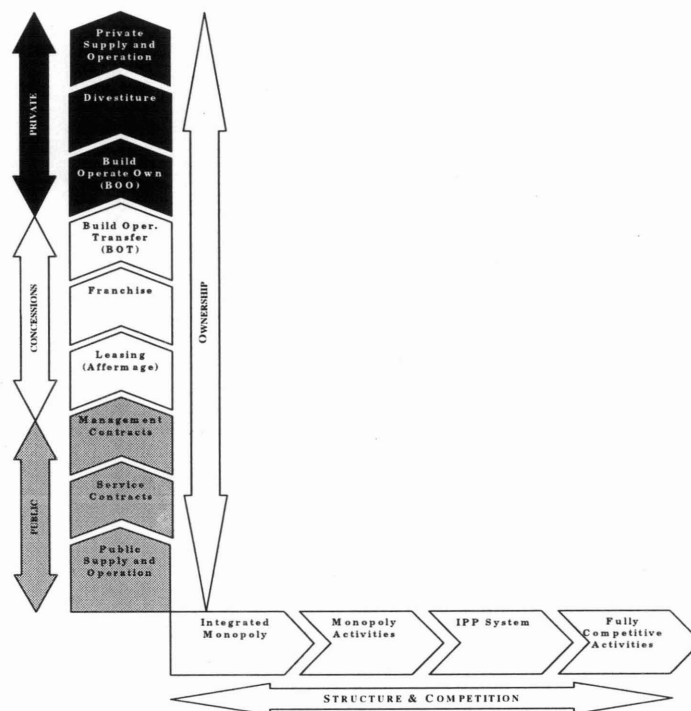 Private
Supply and
Operation
Divestiture
Build
Operate Own
(BOO)
Build Oper.
Transfer
(BOT)
Franchise
Leasing
(Affermage)
Management
Contracts
Service
Contracts
Public
Supply and
Operation
PRIVATE
CONCESSIONS
PUBLIC
OWNERSHIP
Integrated
Monopoly
Monopoly
Activities
IPP System
Fully
Competitive
Activities
STRUCTURE & COMPETITION